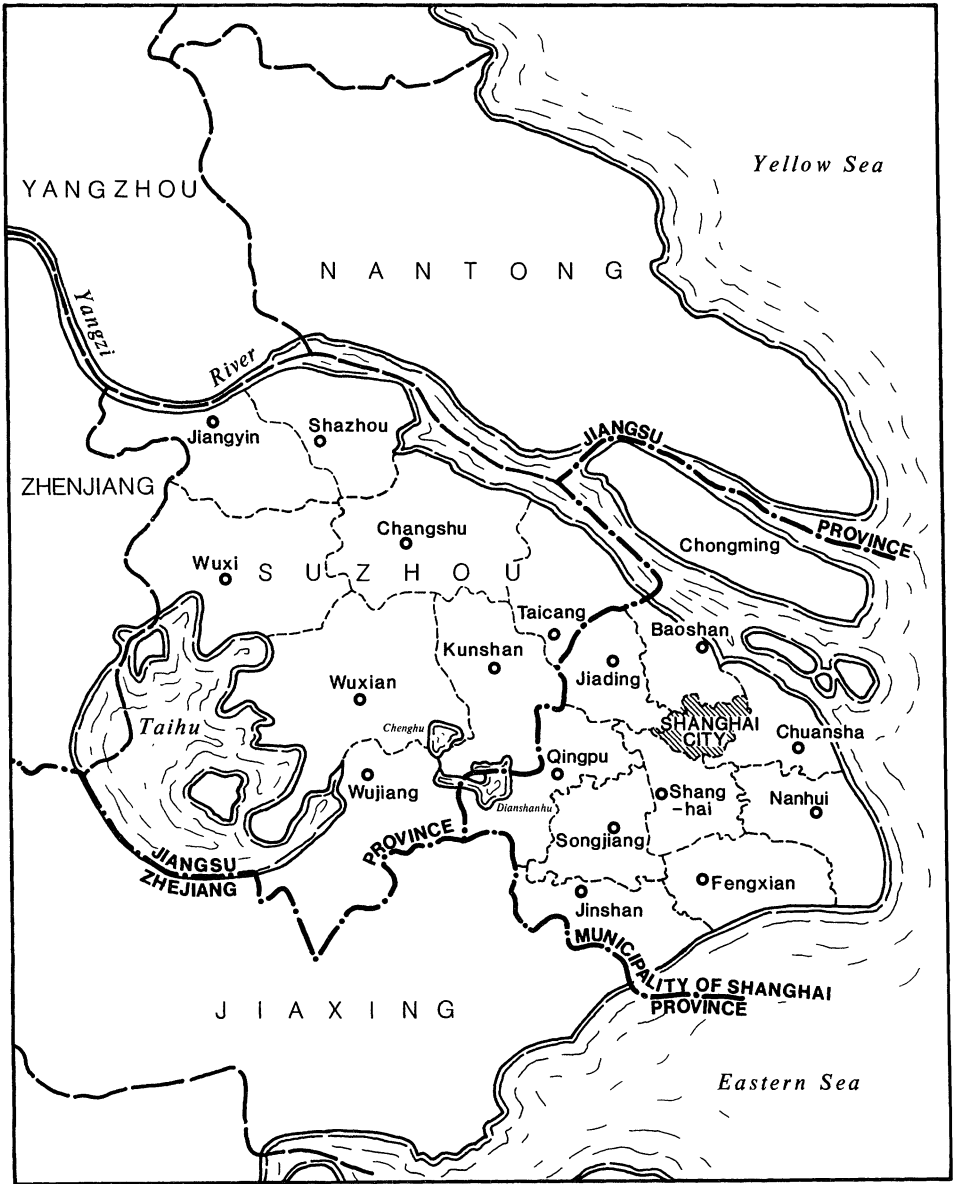 Yellow Sea
YANGZHOU
NANTONG
Yangzi
River
JIANGSU
Jiangyin
Shazhou
ZHENJIANG
PROVINCE
Changshu
Chongming
Wuxi
SUZHOU
Taicang
Baoshan
Kunshan
Jiading
Wuxian
Taihu
Chenghu
SHANGHAI
CITY
Chuansha
Qingpu
Wujiang
Dianshanhu
Shang
-hai
Nanhui
PROVINCE
Songjiang
JIANGSU
ZHEJIANG
Fengxian
Jinshan
MUNICIPALITY OF SHANGHAI
PROVINCE
JIAXING
Eastern Sea